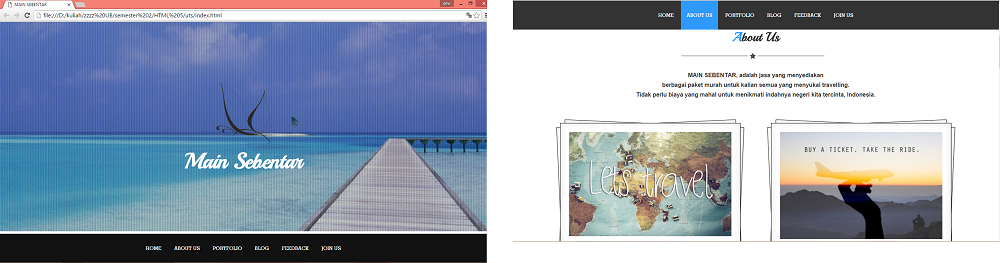 MAIN SEBENTAR
file:///D:/kuliah/zzzz%20UB/semester%202/HTML%205/uts/index.html
Main Sebentar
HOME ABOUT US PORTFOLIO BLOG FEEDBACK JOIN US
HOME ABOUT US PORTFOLIO BLOG FEEDBACK JOIN US
About Us
MAIN SEBENTAR, adalah jasa yang menyediakan
berbagai paket murah untuk kalian semua yang menyukai travelling.
Tidak perlu biaya yang mahal untuk menikmati indahnya negeri kita tercinta, Indonesia.
Let's travel
BUY A TICKET. TAKE THE RIDE.